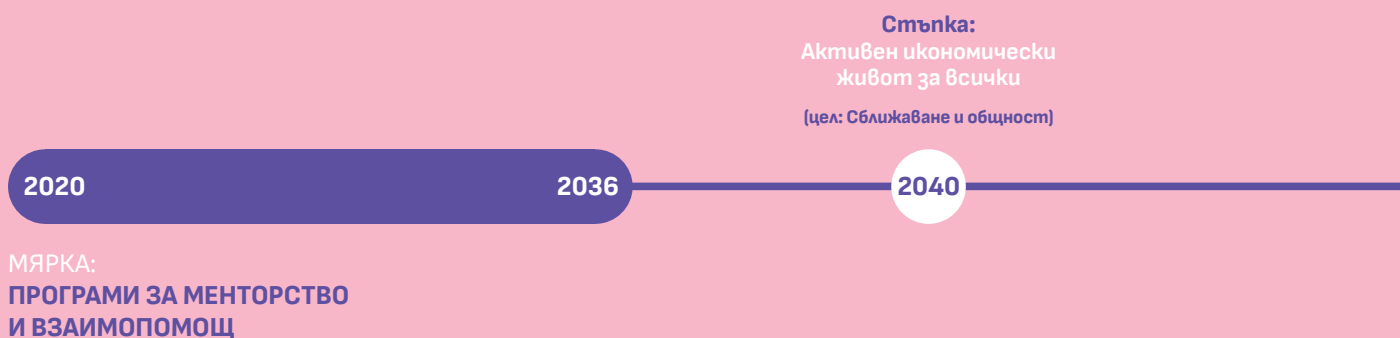 Стъпка:
Активен икономически
живот за всички
(цел: Сближаване и общност)
2020 2036 2040
МЯРКА:
ПРОГРАМИ ЗА МЕНТОРСТВО
И ВЗАИМОПОМОЩ